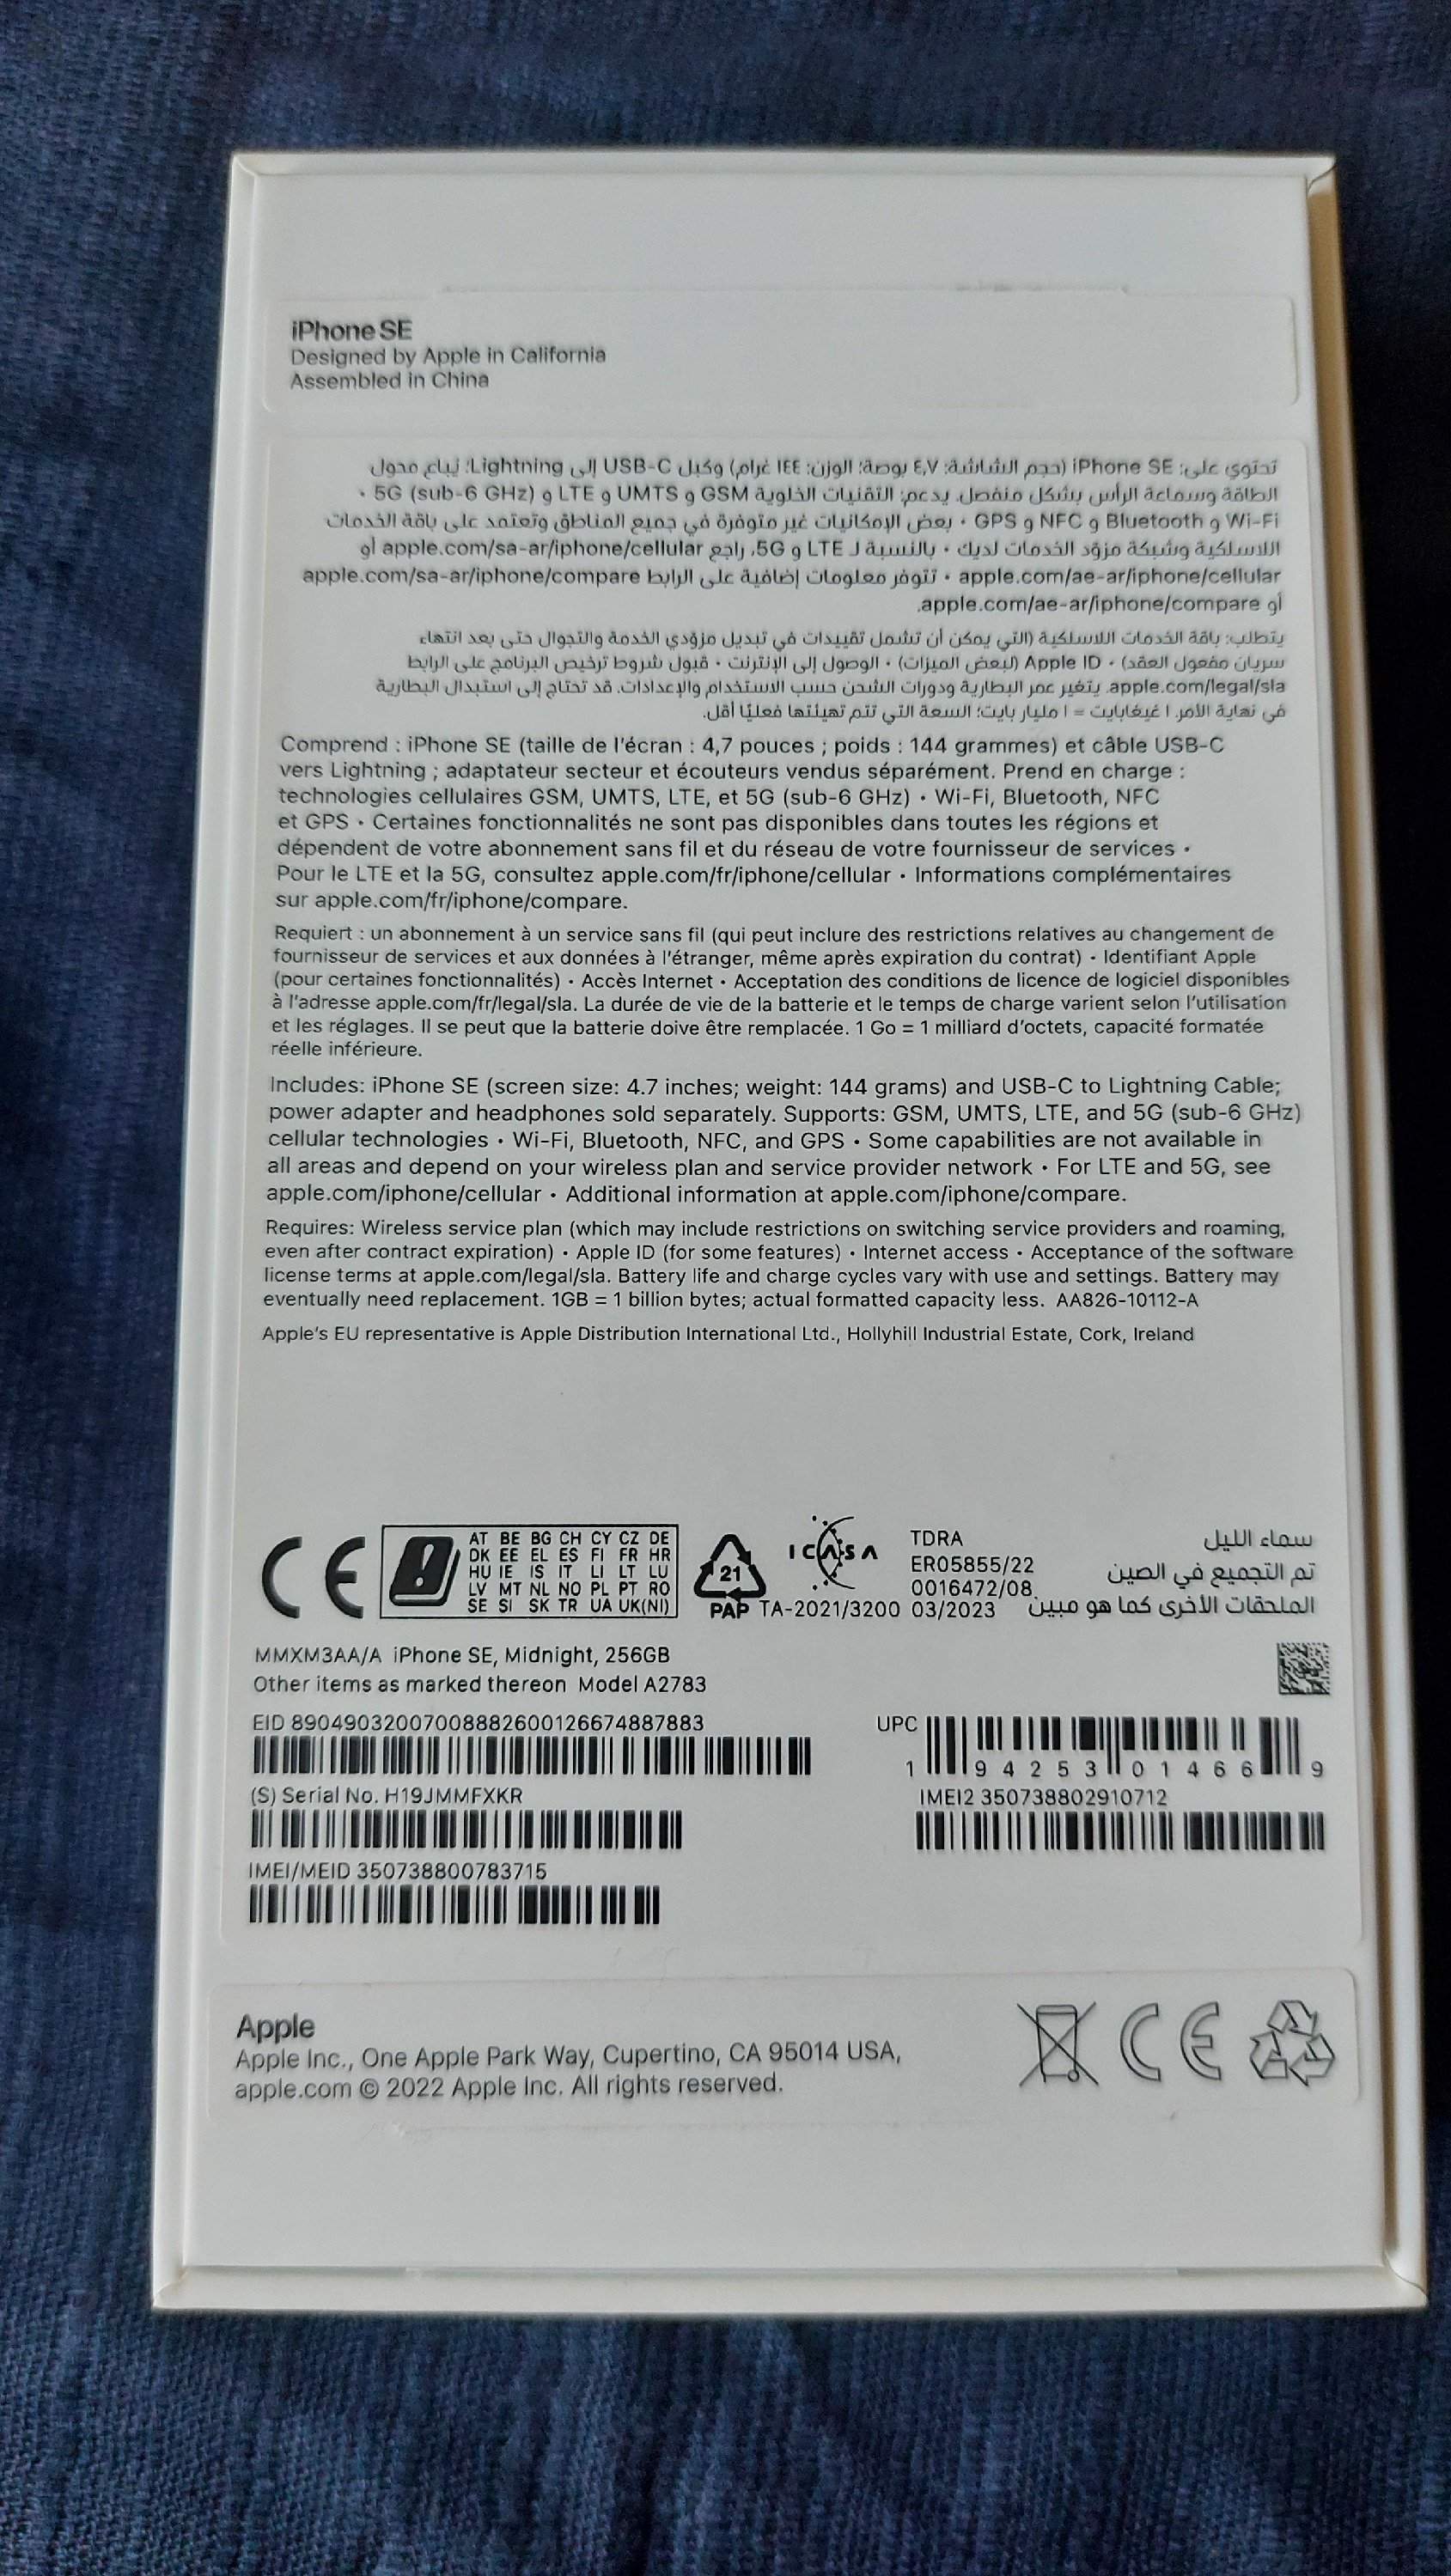 iPhone SE
Designed by Apple in California
Assembled in China
تحتوي على: iPhone SE (حجم الشاشة: ٤٫٧ بوصة؛ الوزن: ١٤٤ غرام) وكبل USB-C إلى Lightning؛ يُباع محول
الطاقة وسماعة الرأس بشكل منفصل. يدعم: التقنيات الخلوية GSM و UMTS و LTE و 5G (sub-6 GHz) •
Wi-Fi و Bluetooth و NFC و GPS • بعض الإمكانيات غير متوفرة في جميع المناطق وتعتمد على باقة الخدمات
اللاسلكية وشبكة مزوّد الخدمات لديك • بالنسبة لـ LTE و 5G، راجع apple.com/sa-ar/iphone/cellular أو
apple.com/ae-ar/iphone/cellular • تتوفر معلومات إضافية على الرابط apple.com/sa-ar/iphone/compare
أو apple.com/ae-ar/iphone/compare.
يتطلب: باقة الخدمات اللاسلكية (التي يمكن أن تشمل تقييدات في تبديل مزوّدي الخدمة والتجوال حتى بعد انتهاء
سريان مفعول العقد) • Apple ID (لبعض الميزات) • الوصول إلى الإنترنت • قبول شروط ترخيص البرنامج على الرابط
apple.com/legal/sla. يتغير عمر البطارية ودورات الشحن حسب الاستخدام والإعدادات. قد تحتاج إلى استبدال البطارية
في نهاية الأمر. ١ غيغابايت = ١ مليار بايت؛ السعة التي تتم تهيئتها فعليًا أقل.
Comprend : iPhone SE (taille de l'écran : 4,7 pouces ; poids : 144 grammes) et câble USB-C
vers Lightning ; adaptateur secteur et écouteurs vendus séparément. Prend en charge :
technologies cellulaires GSM, UMTS, LTE, et 5G (sub-6 GHz) • Wi-Fi, Bluetooth, NFC
et GPS • Certaines fonctionnalités ne sont pas disponibles dans toutes les régions et
dépendent de votre abonnement sans fil et du réseau de votre fournisseur de services •
Pour le LTE et la 5G, consultez apple.com/fr/iphone/cellular • Informations complémentaires
sur apple.com/fr/iphone/compare.
Requiert : un abonnement à un service sans fil (qui peut inclure des restrictions relatives au changement de
fournisseur de services et aux données à l'étranger, même après expiration du contrat) • Identifiant Apple
(pour certaines fonctionnalités) • Accès Internet • Acceptation des conditions de licence de logiciel disponibles
à l'adresse apple.com/fr/legal/sla. La durée de vie de la batterie et le temps de charge varient selon l'utilisation
et les réglages. Il se peut que la batterie doive être remplacée. 1 Go = 1 milliard d'octets, capacité formatée
réelle inférieure.
Includes: iPhone SE (screen size: 4.7 inches; weight: 144 grams) and USB-C to Lightning Cable;
power adapter and headphones sold separately. Supports: GSM, UMTS, LTE, and 5G (sub-6 GHz)
cellular technologies • Wi-Fi, Bluetooth, NFC, and GPS • Some capabilities are not available in
all areas and depend on your wireless plan and service provider network • For LTE and 5G, see
apple.com/iphone/cellular • Additional information at apple.com/iphone/compare.
Requires: Wireless service plan (which may include restrictions on switching service providers and roaming,
even after contract expiration) • Apple ID (for some features) • Internet access • Acceptance of the software
license terms at apple.com/legal/sla. Battery life and charge cycles vary with use and settings. Battery may
eventually need replacement. 1GB = 1 billion bytes; actual formatted capacity less. AA826-10112-A
Apple's EU representative is Apple Distribution International Ltd., Hollyhill Industrial Estate, Cork, Ireland
CE
AT BE BG CH CY CZ DE
DK EE EL ES FI FR HR
HU IE IS IT LI LT LU
LV MT NL NO PL PT RO
SE SI SK TR UA UK(NI)
21
PAP
ICASA
TA-2021/3200
TDRA
ER05855/22
0016472/08
03/2023
سماء الليل
تم التجميع في الصين
الملحقات الأخرى كما هو مبين
MMXM3AA/A iPhone SE, Midnight, 256GB
Other items as marked thereon Model A2783
EID 89049032007008882600126674887883
UPC
1 94253 01466 9
(S) Serial No. H19JMMFXKR
IMEI2 350738802910712
IMEI/MEID 350738800783715
Apple
Apple Inc., One Apple Park Way, Cupertino, CA 95014 USA,
apple.com © 2022 Apple Inc. All rights reserved.
CE